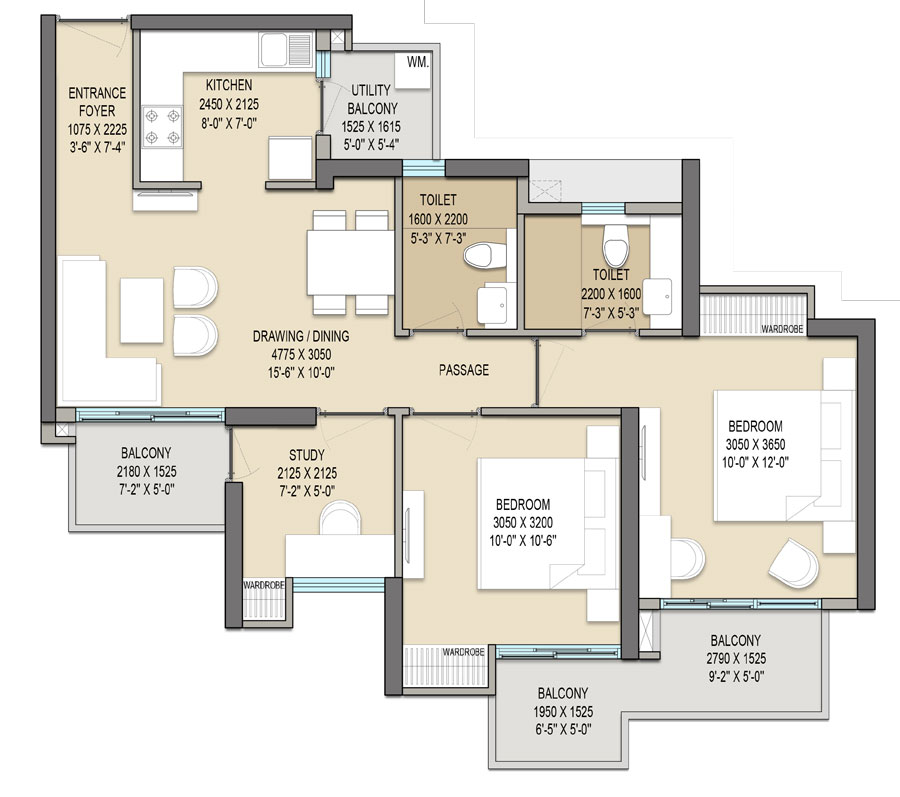 ENTRANCE
FOYER
1075 X 2225
3'-6" X 7'-4"
KITCHEN
2450 X 2125
8'-0" X 7'-0"
WM.
UTILITY
BALCONY
1525 X 1615
5'-0" X 5'-4"
TOILET
1600 X 2200
5'-3" X 7'-3"
TOILET
2200 X 1600
7'-3" X 5'-3"
WARDROBE
DRAWING / DINING
4775 X 3050
15'-6" X 10'-0"
PASSAGE
BALCONY
2180 X 1525
7'-2" X 5'-0"
STUDY
2125 X 2125
7'-2" X 5'-0"
BEDROOM
3050 X 3650
10'-0" X 12'-0"
BEDROOM
3050 X 3200
10'-0" X 10'-6"
WARDROBE
WARDROBE
BALCONY
2790 X 1525
9'-2" X 5'-0"
BALCONY
1950 X 1525
6'-5" X 5'-0"